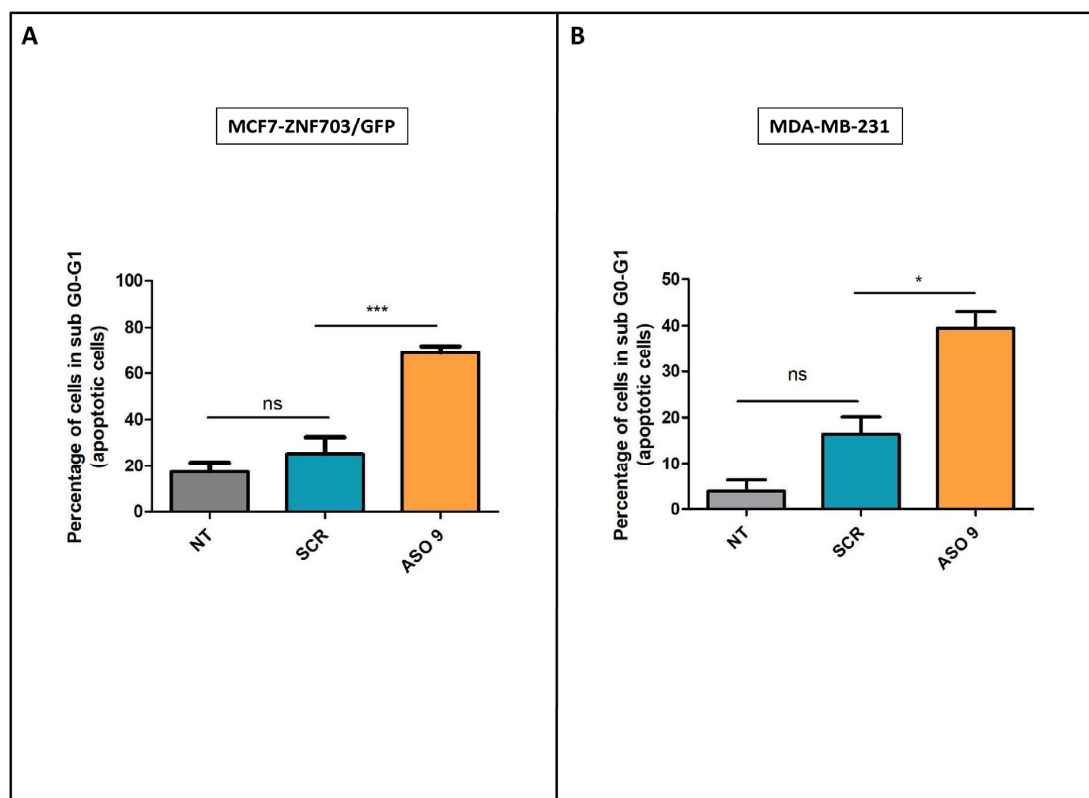 A
MCF7-ZNF703/GFP
Percentage of cells in sub G0-G1
(apoptotic cells)
100
80
60
40
20
0
ns
***
NT
SCR
ASO 9
B
MDA-MB-231
Percentage of cells in sub G0-G1
(apoptotic cells)
50
40
30
20
10
0
ns
*
NT
SCR
ASO 9